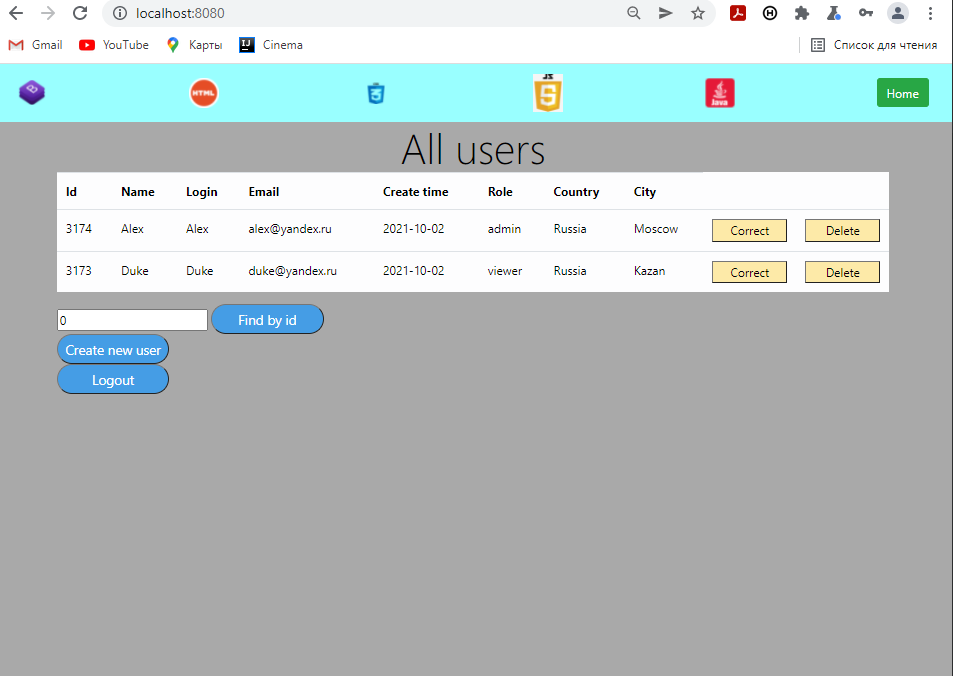 localhost:8080
Gmail YouTube Карты Cinema Список для чтения
HTML JS Java Home
All users
Id Name Login Email Create time Role Country City
3174 Alex Alex alex@yandex.ru 2021-10-02 admin Russia Moscow Correct Delete
3173 Duke Duke duke@yandex.ru 2021-10-02 viewer Russia Kazan Correct Delete
0 Find by id
Create new user
Logout